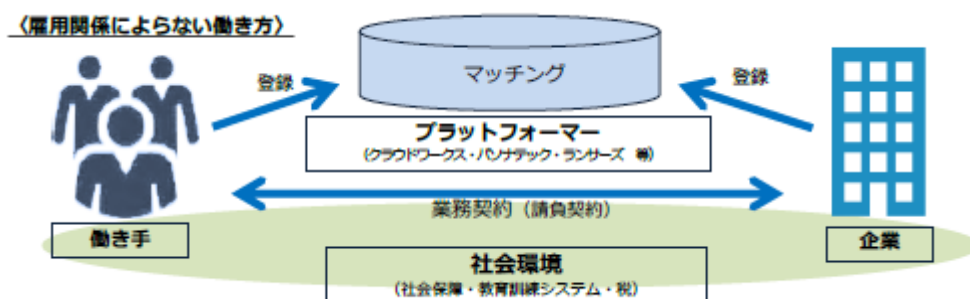 〈雇用関係によらない働き方〉
マッチング
登録
登録
プラットフォーマー
(クラウドワークス・パソナテック・ランサーズ 等)
業務契約(請負契約)
働き手
企業
社会環境
(社会保障・教育訓練システム・税)